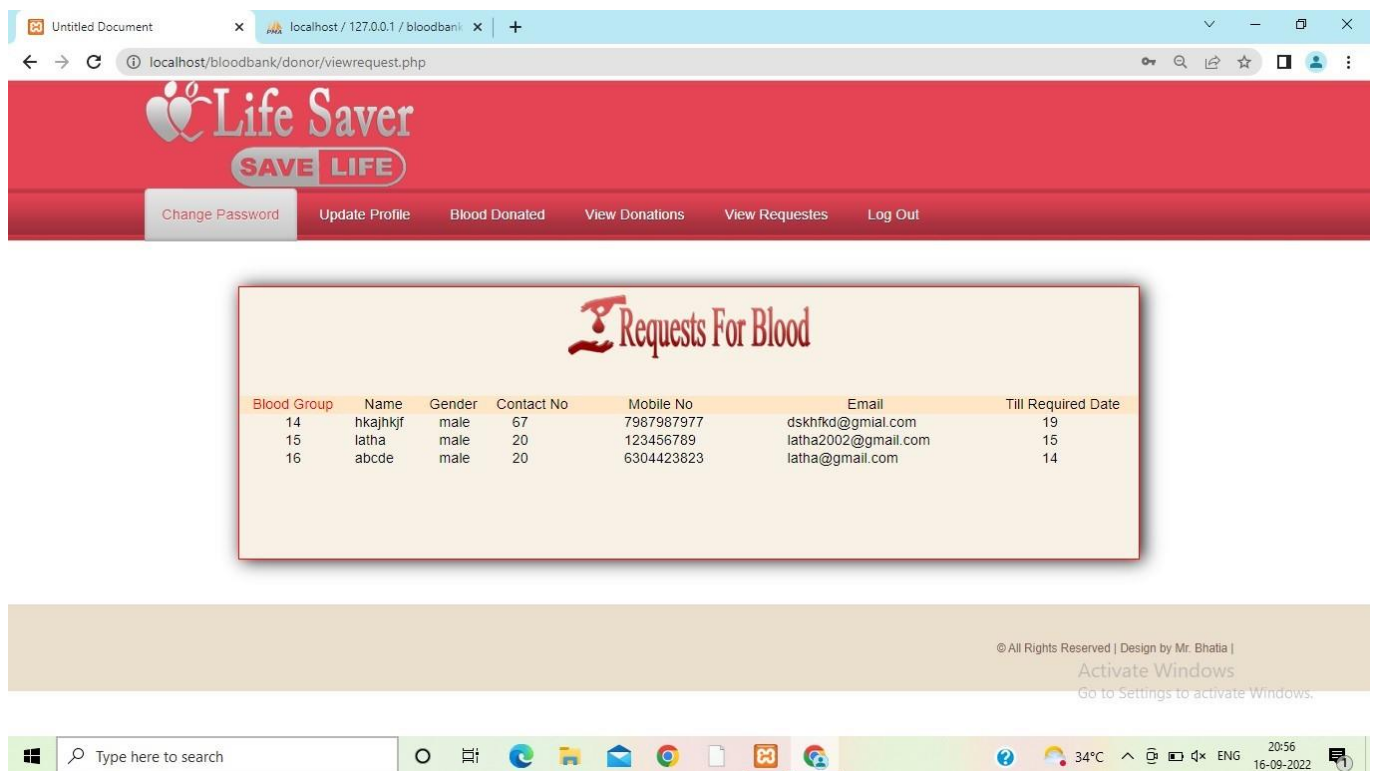 Untitled Document
localhost / 127.0.0.1 / bloodbank
localhost/bloodbank/donor/viewrequest.php
Life Saver
SAVE LIFE
Change Password Update Profile Blood Donated View Donations View Requestes Log Out
Requests For Blood
Blood Group Name Gender Contact No Mobile No Email Till Required Date
14 hkajhkjf male 67 7987987977 dskhfkd@gmial.com 19
15 latha male 20 123456789 latha2002@gmail.com 15
16 abcde male 20 6304423823 latha@gmail.com 14
© All Rights Reserved | Design by Mr. Bhatia |
Activate Windows
Go to Settings to activate Windows.
Type here to search 34°C ENG 20:56
16-09-2022 1